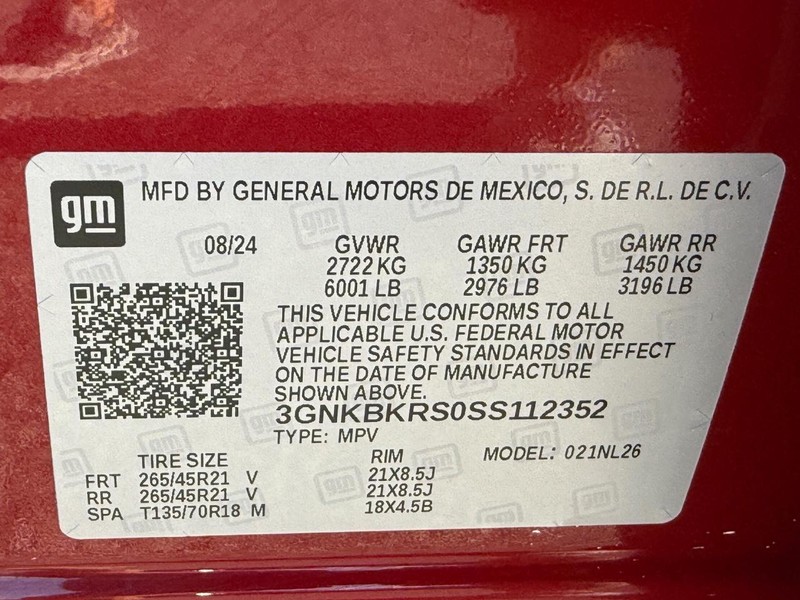 gm
MFD BY GENERAL MOTORS DE MEXICO, S. DE R.L. DE C.V.
08/24 GVWR GAWR FRT GAWR RR
2722 KG 1350 KG 1450 KG
6001 LB 2976 LB 3196 LB
THIS VEHICLE CONFORMS TO ALL
APPLICABLE U.S. FEDERAL MOTOR
VEHICLE SAFETY STANDARDS IN EFFECT
ON THE DATE OF MANUFACTURE
SHOWN ABOVE.
3GNKBKRS0SS112352
TYPE: MPV MODEL: 021NL26
TIRE SIZE RIM
FRT 265/45R21 V 21X8.5J
RR 265/45R21 V 21X8.5J
SPA T135/70R18 M 18X4.5B